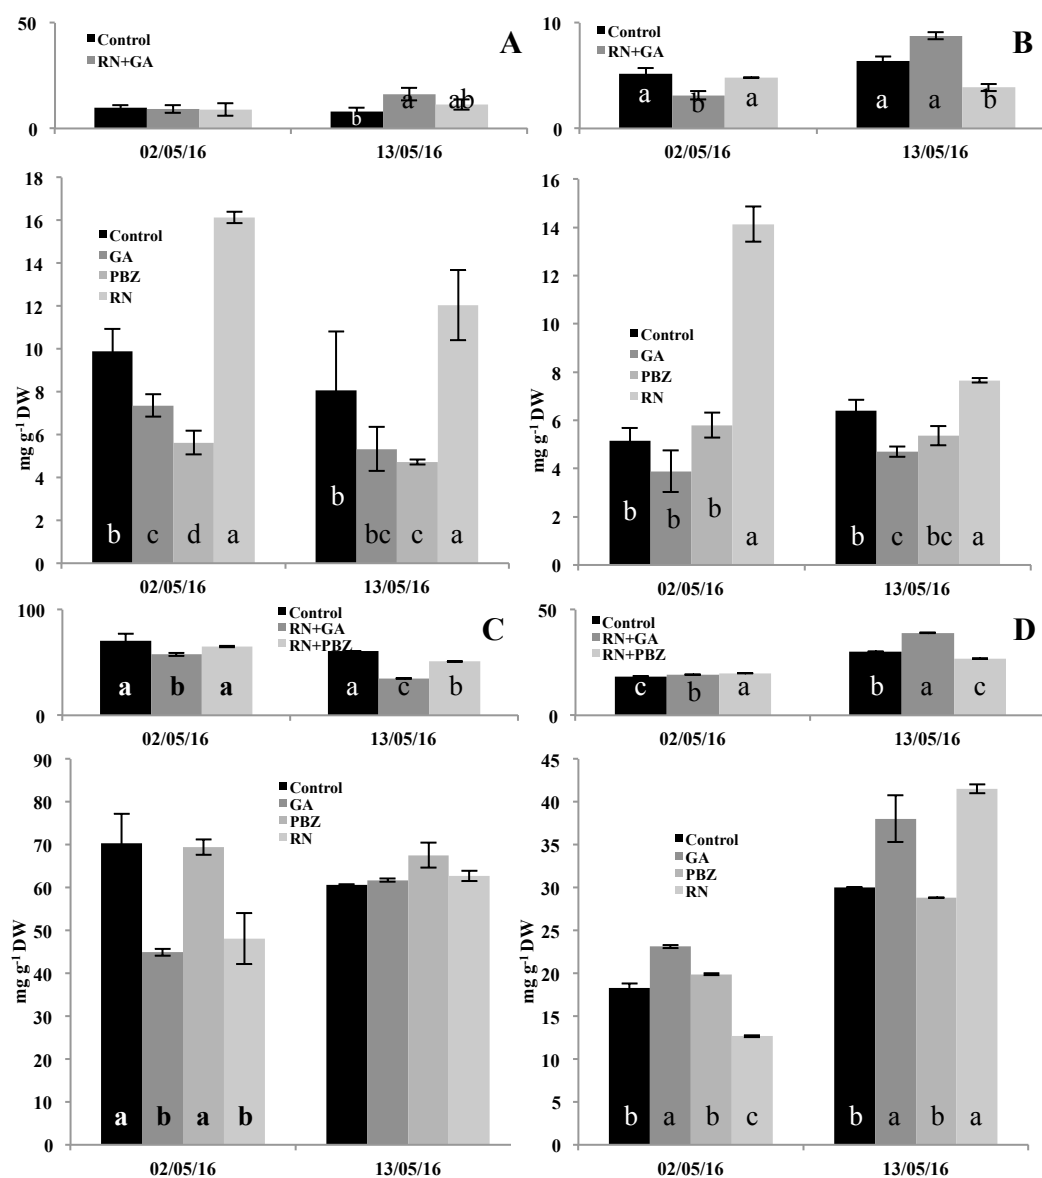 50
0
Control
RN+GA
A
b
a
ab
02/05/16
13/05/16
10
5
0
Control
RN+GA
RN+PBZ
B
a
b
a
a
a
b
02/05/16
13/05/16
18
16
14
12
10
8
6
4
2
0
mg g-1 DW
Control
GA
PBZ
RN
b
c
d
a
b
bc
c
a
02/05/16
13/05/16
16
14
12
10
8
6
4
2
0
mg g-1 DW
Control
GA
PBZ
RN
b
b
b
a
b
c
bc
a
02/05/16
13/05/16
100
50
0
Control
RN+GA
RN+PBZ
C
a
b
a
a
c
b
02/05/16
13/05/16
50
0
Control
RN+GA
RN+PBZ
D
c
b
a
b
a
c
02/05/16
13/05/16
90
80
70
60
50
40
30
20
10
0
mg g-1 DW
Control
GA
PBZ
RN
a
b
a
b
02/05/16
13/05/16
45
40
35
30
25
20
15
10
5
0
mg g-1 DW
Control
GA
PBZ
RN
b
a
b
c
b
a
b
a
02/05/16
13/05/16